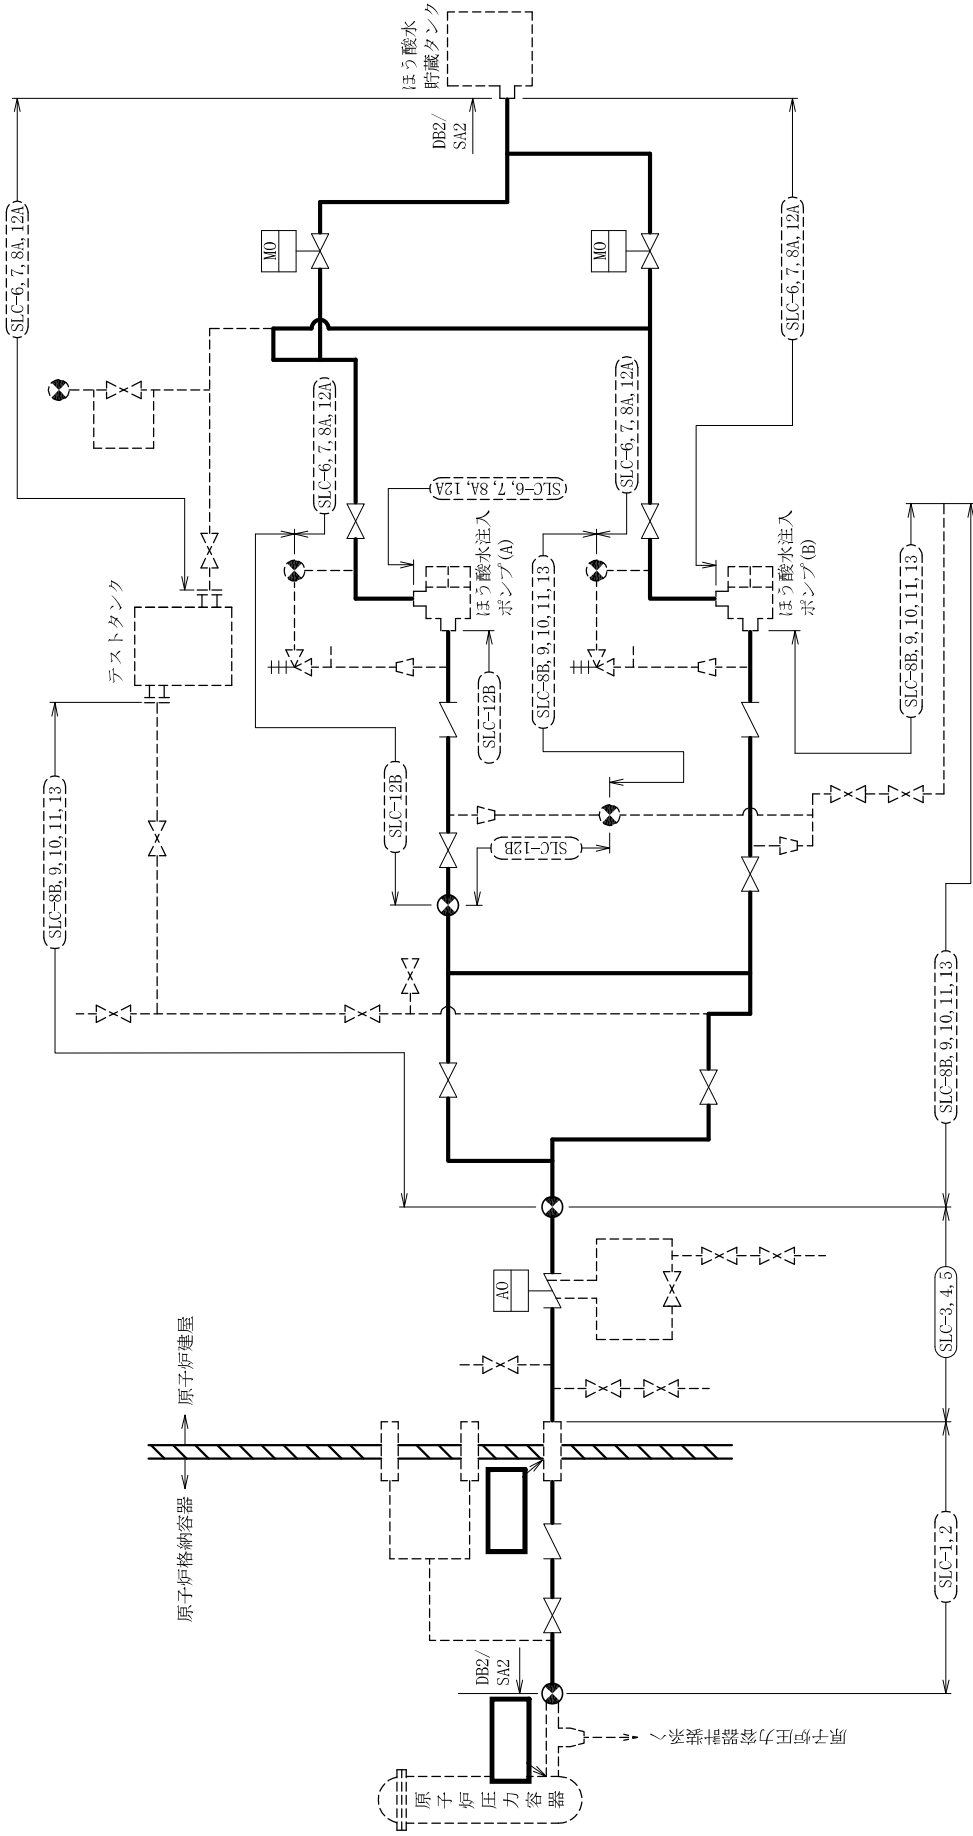 ほう酸水
貯蔵タンク
DB2/
SA2
SLC-6, 7, 8A, 12A
SLC-6, 7, 8A, 12A
MO
MO
SLC-6, 7, 8A, 12A
SLC-6, 7, 8A, 12A
SLC-6, 7, 8A, 12A
テストタンク
ほう酸水注入
ポンプ(A)
ほう酸水注入
ポンプ(B)
SLC-8B, 9, 10, 11, 13
SLC-8B, 9, 10, 11, 13
SLC-12B
SLC-12B
SLC-12B
SLC-8B, 9, 10, 11, 13
SLC-8B, 9, 10, 11, 13
AO
SLC-3, 4, 5
原子炉建屋
原子炉格納容器
SLC-1, 2
DB2/
SA2
原子炉圧力容器計装系へ
原子炉圧力容器